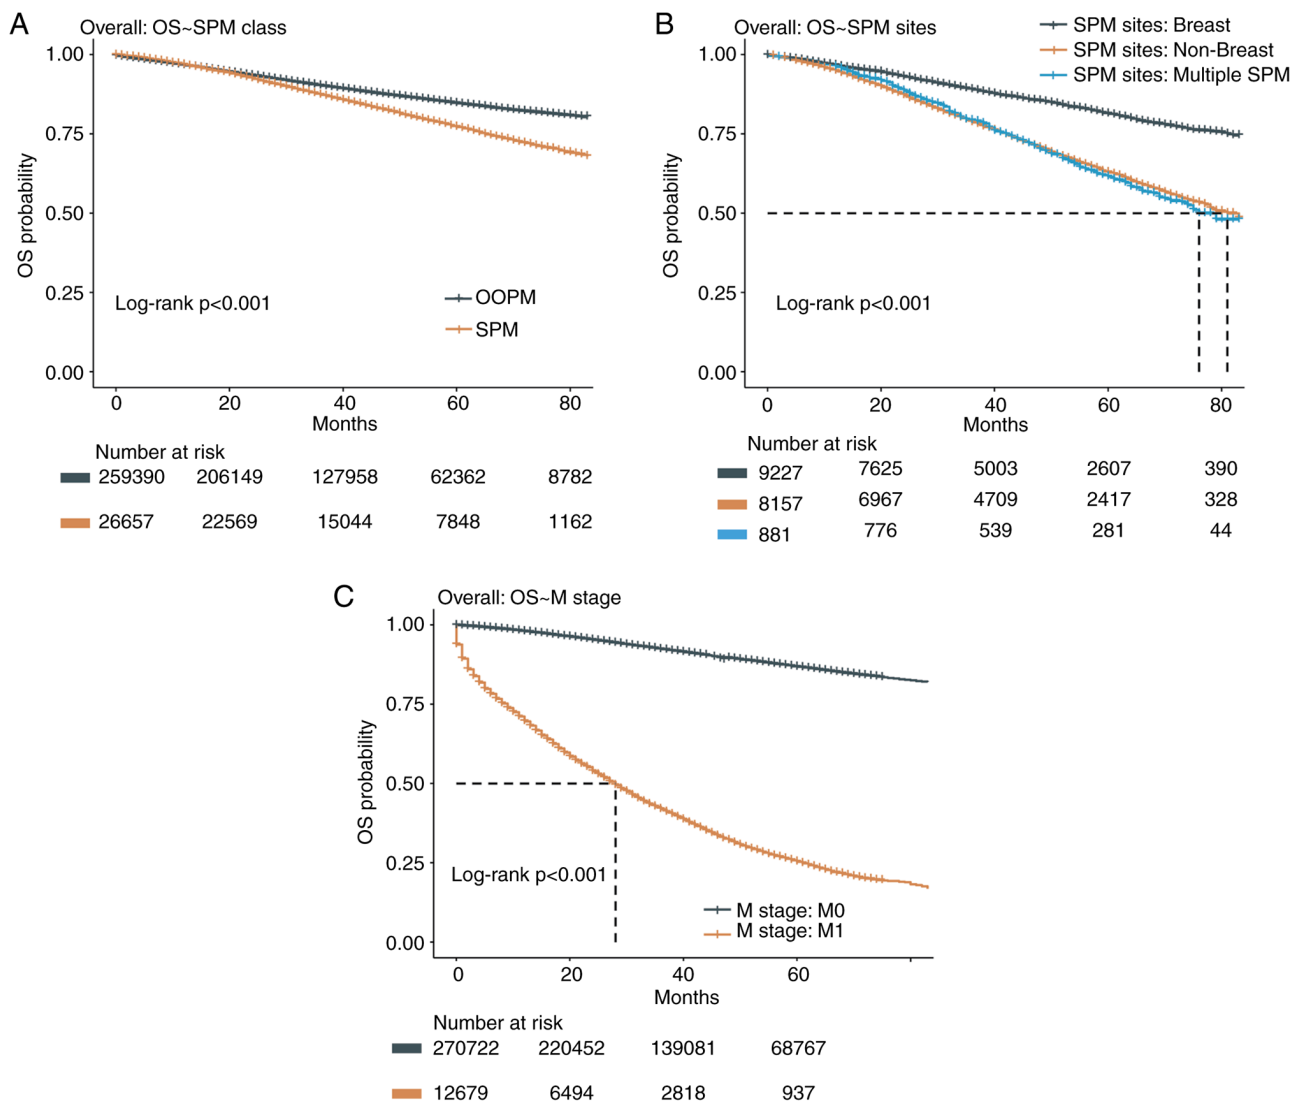 A
Overall: OS~SPM class
1.00
0.75
0.50
0.25
0.00
OS probability
Log-rank p<0.001
OOPM
SPM
0 20 40 60 80
Months
Number at risk
259390 206149 127958 62362 8782
26657 22569 15044 7848 1162
B
Overall: OS~SPM sites
SPM sites: Breast
SPM sites: Non-Breast
SPM sites: Multiple SPM
1.00
0.75
0.50
0.25
0.00
OS probability
Log-rank p<0.001
0 20 40 60 80
Months
Number at risk
9227 7625 5003 2607 390
8157 6967 4709 2417 328
881 776 539 281 44
C
Overall: OS~M stage
1.00
0.75
0.50
0.25
0.00
OS probability
Log-rank p<0.001
M stage: M0
M stage: M1
0 20 40 60
Months
Number at risk
270722 220452 139081 68767
12679 6494 2818 937